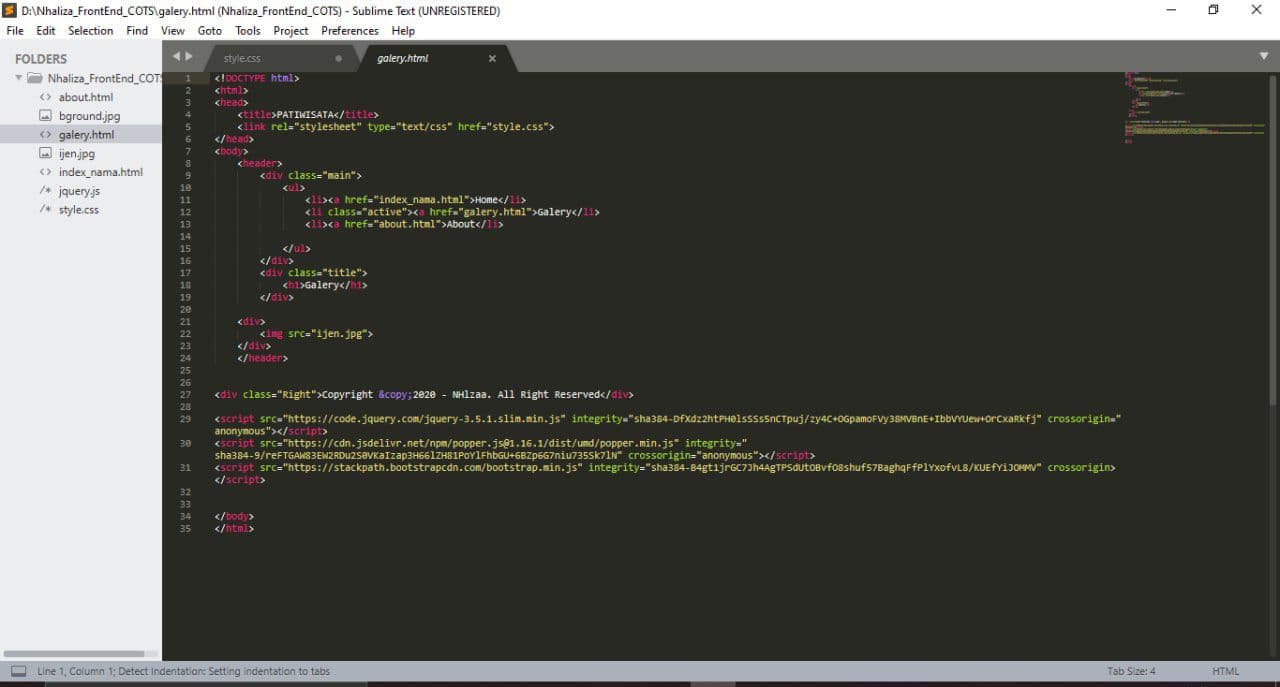 D:\Nhaliza_FrontEnd_COTS\galery.html (Nhaliza_FrontEnd_COTS) - Sublime Text (UNREGISTERED)
File Edit Selection Find View Goto Tools Project Preferences Help
FOLDERS
Nhaliza_FrontEnd_COTS
<> about.html
bground.jpg
<> galery.html
ijen.jpg
<> index_nama.html
/* jquery.js
/* style.css
style.css galery.html
1 <!DOCTYPE html>
2 <html>
3 <head>
4 <title>PATIWISATA</title>
5 <link rel="stylesheet" type="text/css" href="style.css">
6 </head>
7 <body>
8 <header>
9 <div class="main">
10 <ul>
11 <li><a href="index_nama.html">Home</li>
12 <li class="active"><a href="galery.html">Galery</li>
13 <li><a href="about.html">About</li>
14
15 </ul>
16 </div>
17 <div class="title">
18 <h1>Galery</h1>
19 </div>
20
21 <div>
22 <img src="ijen.jpg">
23 </div>
24 </header>
25
26
27 <div class="Right">Copyright &copy;2020 - NHlzaa. All Right Reserved</div>
28
29 <script src="https://code.jquery.com/jquery-3.5.1.slim.min.js" integrity="sha384-DfXdz2htPH0lsSSs5nCTpuj/zy4C+OGpamoFVy38MVBnE+IbbVYUew+OrCXaRkfj" crossorigin="
anonymous"></script>
30 <script src="https://cdn.jsdelivr.net/npm/popper.js@1.16.1/dist/umd/popper.min.js" integrity="
sha384-9/reFTGAW83EW2RDu2S0VKaIzap3H66lZH81PoYlFhbGU+6BZp6G7niu735Sk7lN" crossorigin="anonymous"></script>
31 <script src="https://stackpath.bootstrapcdn.com/bootstrap.min.js" integrity="sha384-B4gt1jrGC7Jh4AgTPSdUtOBvfO8shuf57BaghqFfPlYxofvL8/KUEfYiJOMMV" crossorigin>
</script>
32
33
34 </body>
35 </html>
Line 1, Column 1; Detect Indentation: Setting indentation to tabs Tab Size: 4 HTML